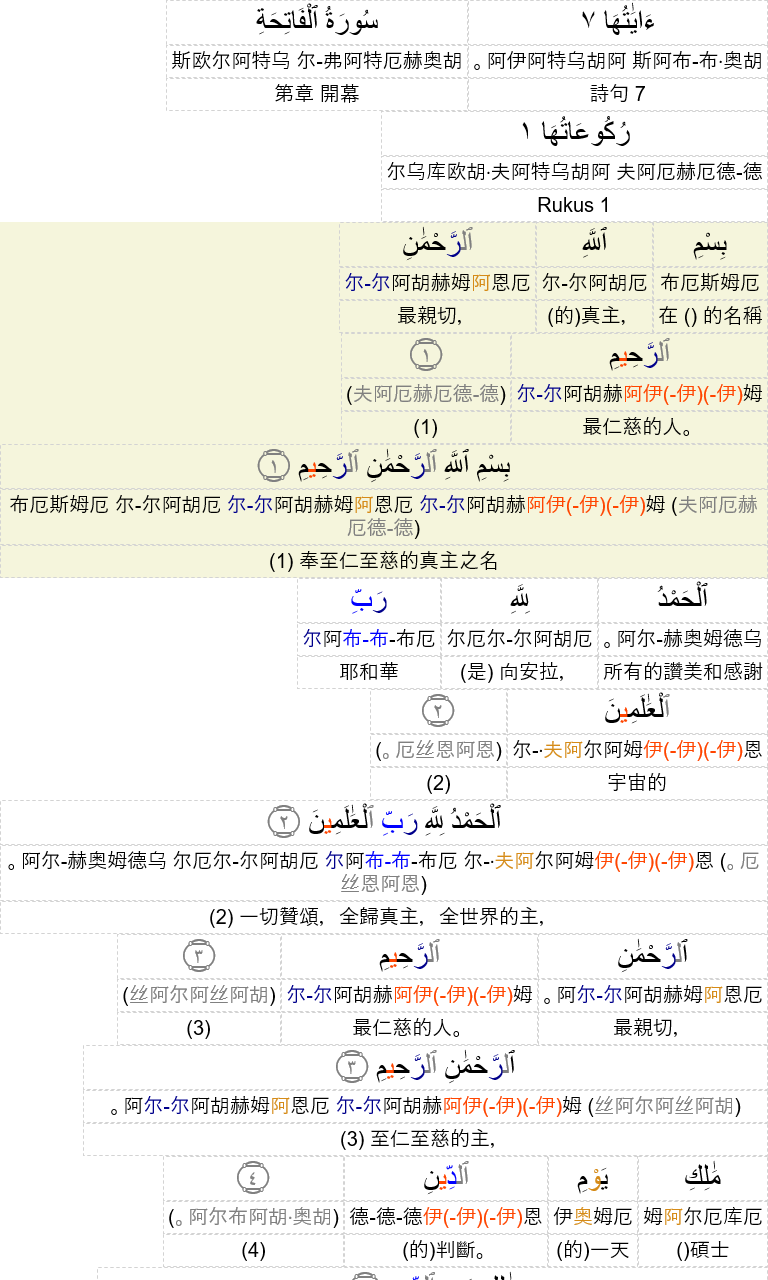 ءَايَٰتُهَا ٧
سُورَةُ ٱلْفَاتِحَةِ
。阿伊阿特乌胡阿 斯阿布-布·奥胡
斯欧尔阿特乌 尔-弗阿特厄赫奥胡
詩句 7
第章 開幕
رُكُوعَاتُهَا ١
尔乌库欧胡·夫阿特乌胡阿 夫阿厄赫厄德-德
Rukus 1
بِسْمِ
ٱللَّهِ
ٱلرَّحْمَٰنِ
布厄斯姆厄
尔-尔阿胡厄
尔-尔阿胡赫姆阿恩厄
在 () 的名稱
(的)真主,
最親切,
ٱلرَّحِيمِ
١
尔-尔阿胡赫阿伊(-伊)(-伊)姆
(夫阿厄赫厄德-德)
最仁慈的人。
(1)
بِسْمِ ٱللَّهِ ٱلرَّحْمَٰنِ ٱلرَّحِيمِ ١
布厄斯姆厄 尔-尔阿胡厄 尔-尔阿胡赫姆阿恩厄 尔-尔阿胡赫阿伊(-伊)(-伊)姆 (夫阿厄赫
厄德-德)
(1) 奉至仁至慈的真主之名
ٱلْحَمْدُ
لِلَّهِ
رَبِّ
。阿尔-赫奥姆德乌
尔厄尔-尔阿胡厄
尔阿布-布-布厄
所有的讚美和感謝
(是) 向安拉,
耶和華
ٱلْعَٰلَمِينَ
٢
尔-·夫阿尔阿姆伊(-伊)(-伊)恩
(。厄丝恩阿恩)
宇宙的
(2)
ٱلْحَمْدُ لِلَّهِ رَبِّ ٱلْعَٰلَمِينَ ٢
。阿尔-赫奥姆德乌 尔厄尔-尔阿胡厄 尔阿布-布-布厄 尔-·夫阿尔阿姆伊(-伊)(-伊)恩 (。厄
丝恩阿恩)
(2) 一切贊頌, 全歸真主, 全世界的主,
ٱلرَّحْمَٰنِ
ٱلرَّحِيمِ
٣
。阿尔-尔阿胡赫姆阿恩厄
尔-尔阿胡赫阿伊(-伊)(-伊)姆
(丝阿尔阿丝阿胡)
最親切,
最仁慈的人。
(3)
ٱلرَّحْمَٰنِ ٱلرَّحِيمِ ٣
。阿尔-尔阿胡赫姆阿恩厄 尔-尔阿胡赫阿伊(-伊)(-伊)姆 (丝阿尔阿丝阿胡)
(3) 至仁至慈的主,
مَٰلِكِ
يَوْمِ
ٱلدِّينِ
٤
姆阿尔厄库厄
伊奥姆厄
德-德-德伊(-伊)(-伊)恩
(。阿尔布阿胡·奥胡)
()碩士
(的)一天
(的)判斷。
(4)